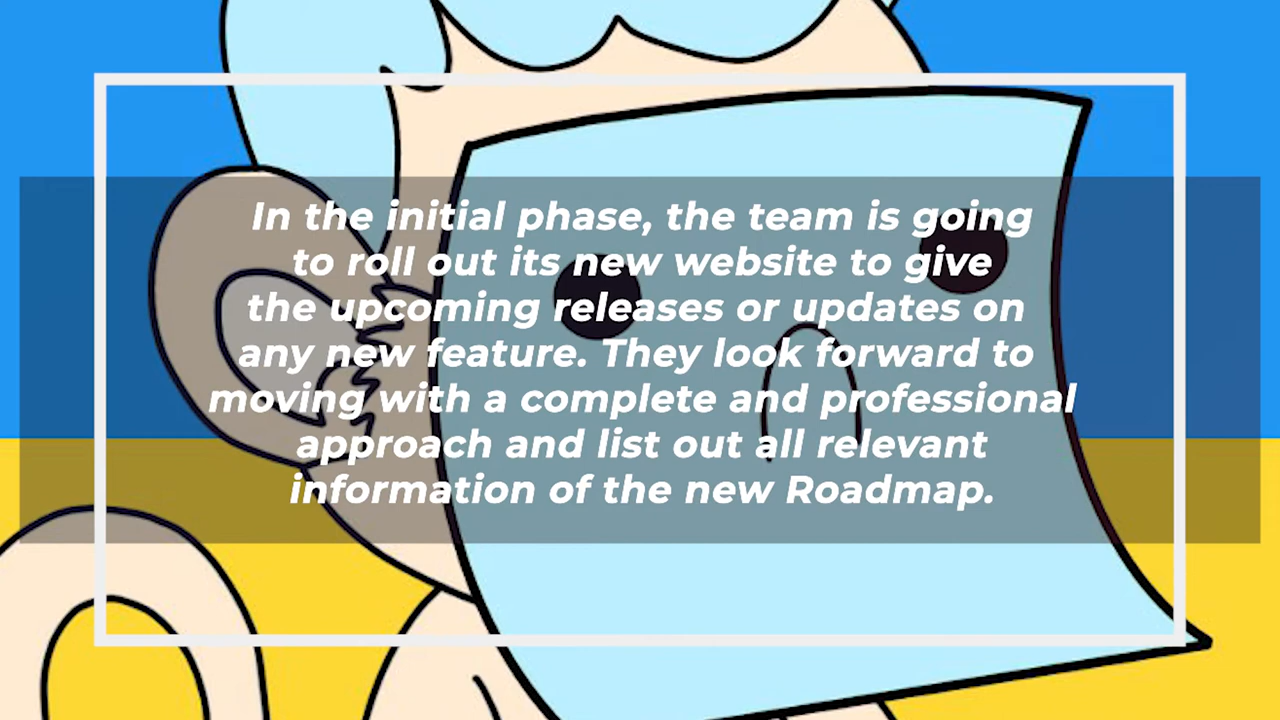 In the initial phase, the team is going
to roll out its new website to give
the upcoming releases or updates on
any new feature. They look forward to
moving with a complete and professional
approach and list out all relevant
information of the new Roadmap.